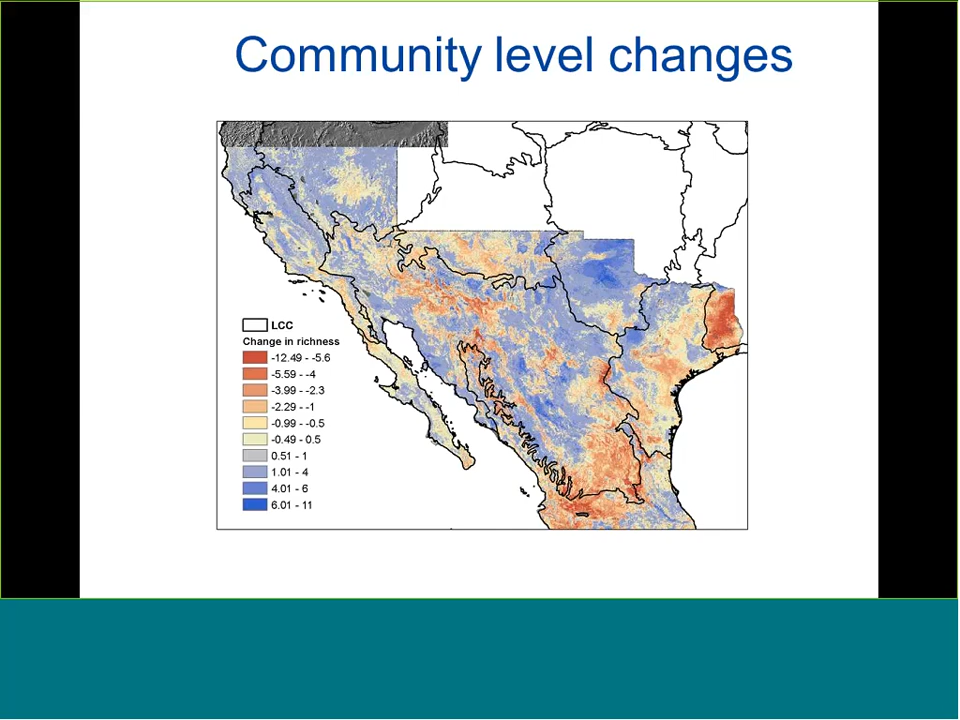 Community level changes
LCC
Change in richness
-12.49 - -5.6
-5.59 - -4
-3.99 - -2.3
-2.29 - -1
-0.99 - -0.5
-0.49 - 0.5
0.51 - 1
1.01 - 4
4.01 - 6
6.01 - 11